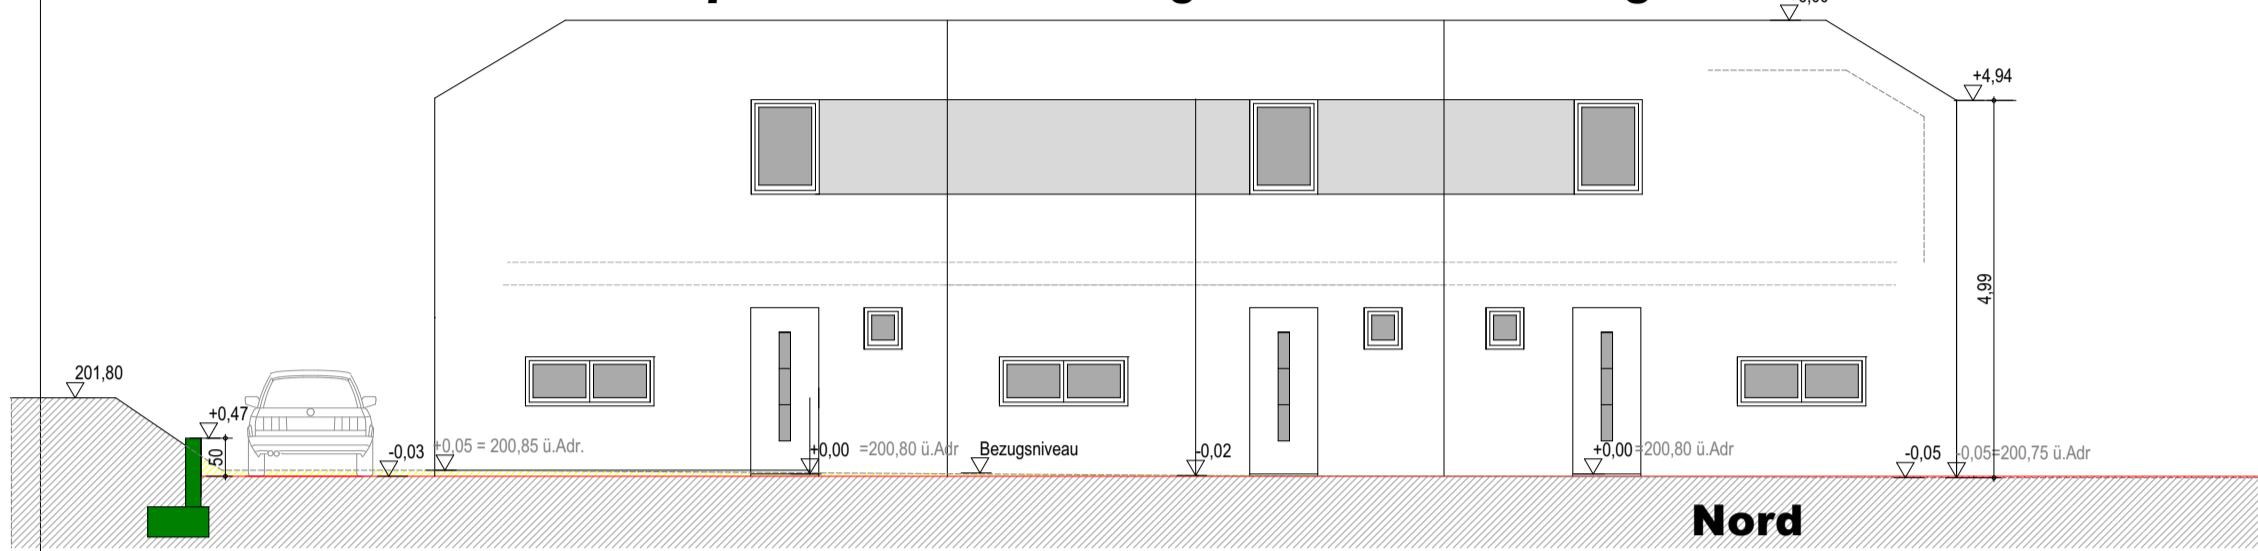 +4,94
4,99
201,80
+0,47
50
-0,03
+0,05 = 200,85 ü.Adr.
+0,00 =200,80 ü.Adr
Bezugsniveau
-0,02
+0,00 =200,80 ü.Adr
-0,05
-0,05=200,75 ü.Adr
Nord